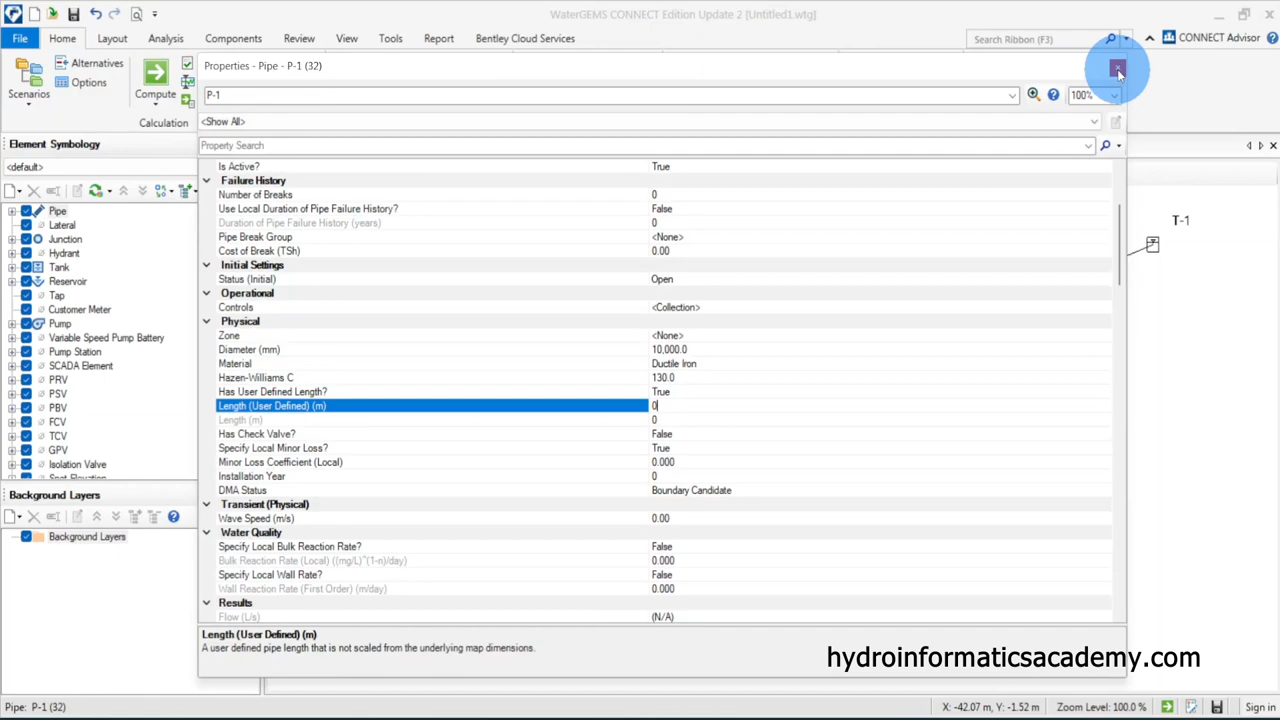 WaterGEMS CONNECT Edition Update 2 [Untitled1.wtg]
File Home Layout Analysis Components Review View Tools Report Bentley Cloud Services
Search Ribbon (F3)
CONNECT Advisor
Scenarios
Alternatives
Options
Compute
Calculation
Properties - Pipe - P-1 (32)
P-1
100%
<Show All>
Property Search
Element Symbology
<default>
Pipe
Lateral
Junction
Hydrant
Tank
Reservoir
Tap
Customer Meter
Pump
Variable Speed Pump Battery
Pump Station
SCADA Element
PRV
PSV
PBV
FCV
TCV
GPV
Isolation Valve
Spot Elevation
Background Layers
Background Layers
Is Active? True
Failure History
Number of Breaks 0
Use Local Duration of Pipe Failure History? False
Duration of Pipe Failure History (years) 0
Pipe Break Group <None>
Cost of Break (TSh) 0.00
Initial Settings
Status (Initial) Open
Operational
Controls <Collection>
Physical
Zone <None>
Diameter (mm) 10,000.0
Material Ductile Iron
Hazen-Williams C 130.0
Has User Defined Length? True
Length (User Defined) (m) 0
Length (m) 0
Has Check Valve? False
Specify Local Minor Loss? True
Minor Loss Coefficient (Local) 0.000
Installation Year 0
DMA Status Boundary Candidate
Transient (Physical)
Wave Speed (m/s) 0.00
Water Quality
Specify Local Bulk Reaction Rate? False
Bulk Reaction Rate (Local) ((mg/L)^(1-n)/day) 0.000
Specify Local Wall Rate? False
Wall Reaction Rate (First Order) (m/day) 0.000
Results
Flow (L/s) (N/A)
Length (User Defined) (m)
A user defined pipe length that is not scaled from the underlying map dimensions.
T-1
hydroinformaticsacademy.com
Pipe: P-1 (32)
X: -42.07 m, Y: -1.52 m
Zoom Level: 100.0 %
Sign in